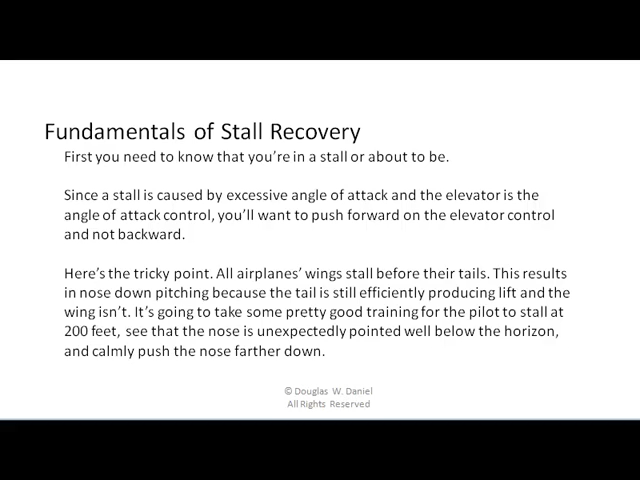 Fundamentals of Stall Recovery
First you need to know that you're in a stall or about to be.
Since a stall is caused by excessive angle of attack and the elevator is the
angle of attack control, you'll want to push forward on the elevator control
and not backward.
Here's the tricky point. All airplanes' wings stall before their tails. This results
in nose down pitching because the tail is still efficiently producing lift and the
wing isn't. It's going to take some pretty good training for the pilot to stall at
200 feet, see that the nose is unexpectedly pointed well below the horizon,
and calmly push the nose farther down.
© Douglas W. Daniel
All Rights Reserved